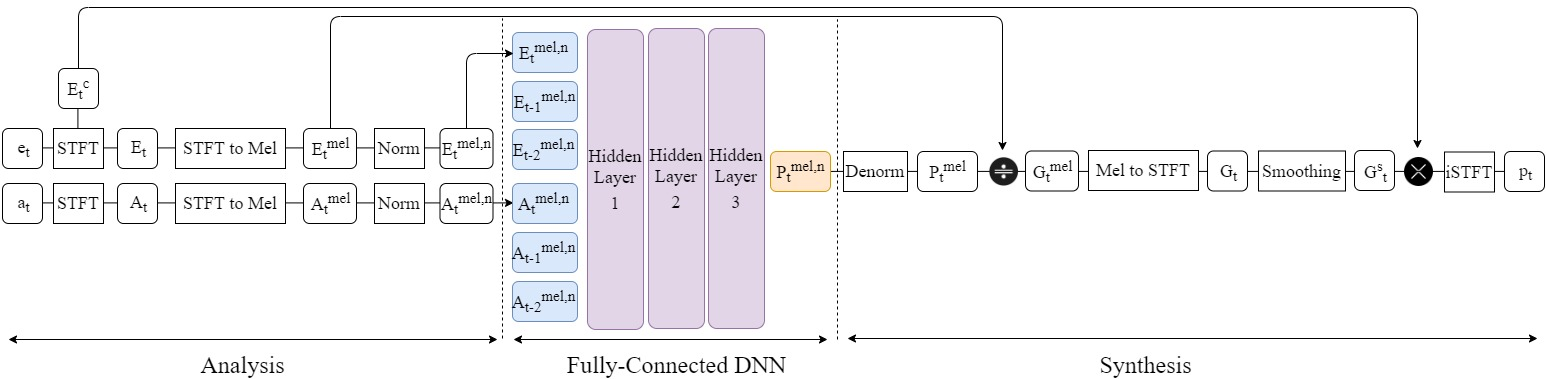 E_t^c
e_t STFT E_t STFT to Mel E_t^mel Norm E_t^mel,n
a_t STFT A_t STFT to Mel A_t^mel Norm A_t^mel,n
E_t^mel,n
E_t-1^mel,n
E_t-2^mel,n
A_t^mel,n
A_t-1^mel,n
A_t-2^mel,n
Hidden
Layer
1
Hidden
Layer
2
Hidden
Layer
3
P_t^mel,n
Denorm P_t^mel ÷ G_t^mel Mel to STFT G_t Smoothing G^s_t × iSTFT p_t
Analysis
Fully-Connected DNN
Synthesis